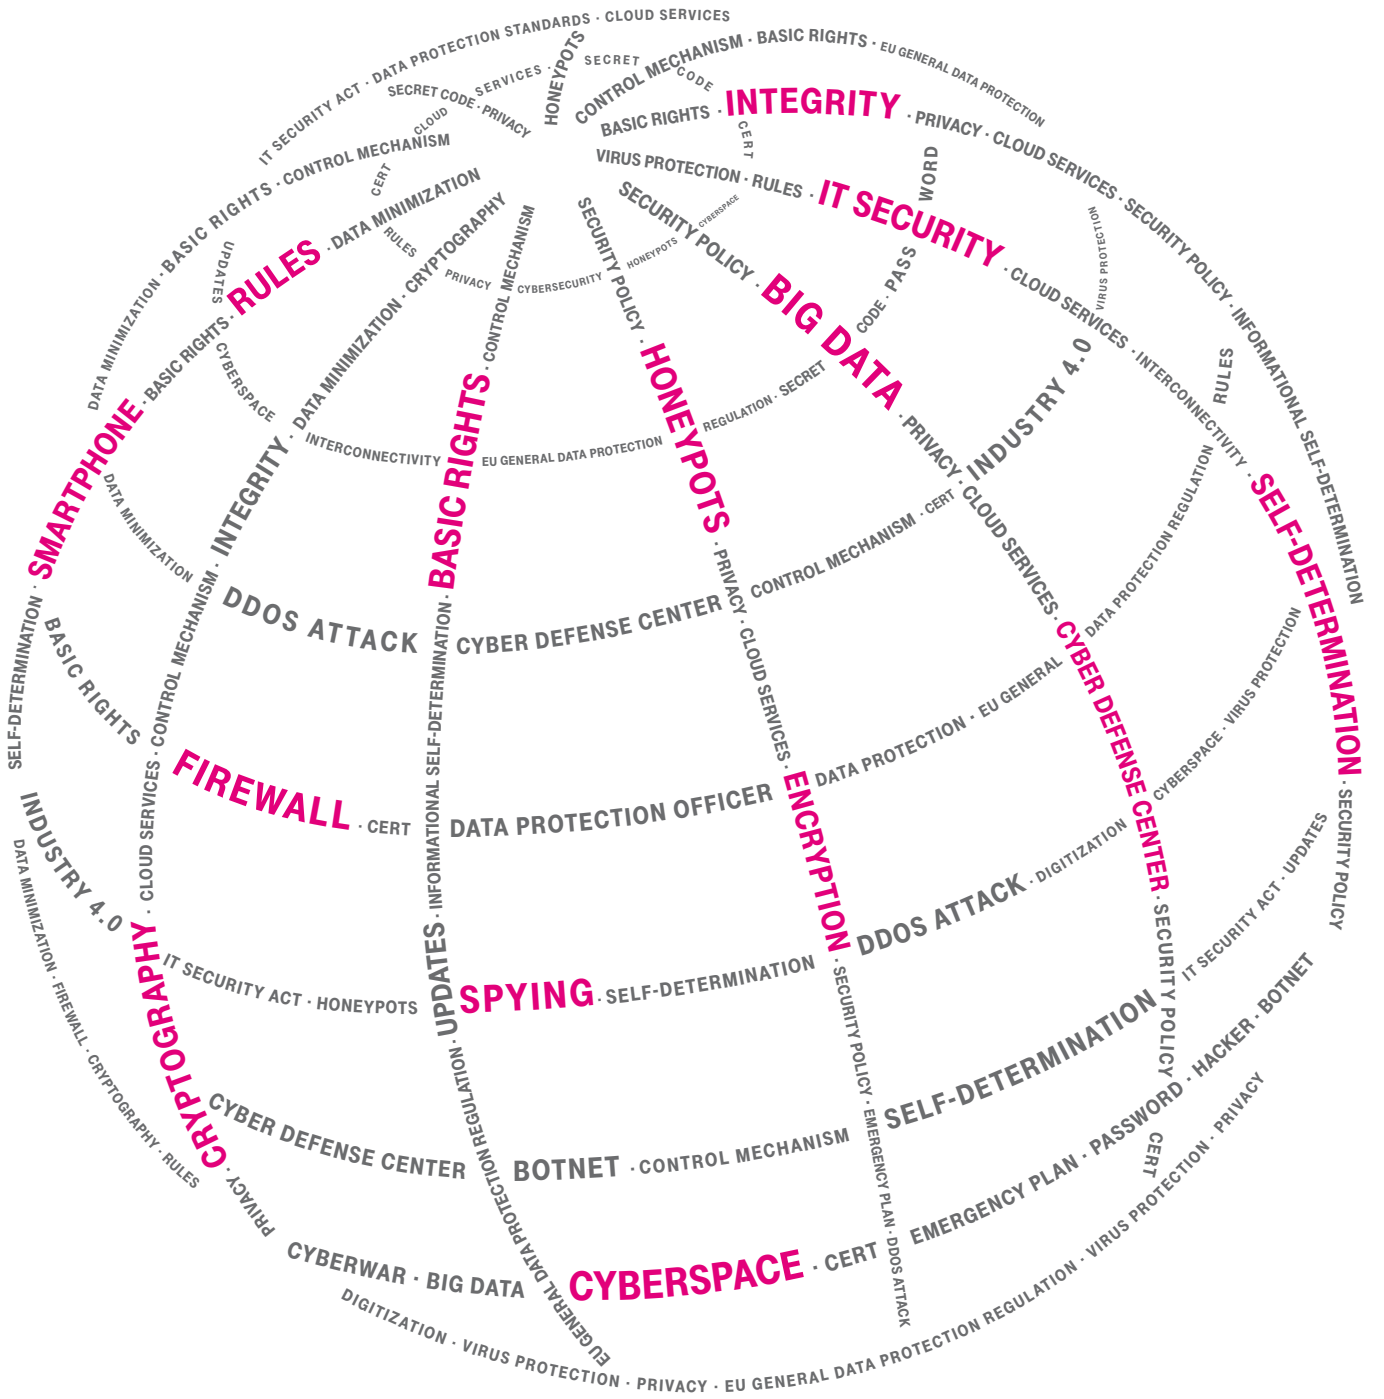 IT SECURITY ACT · DATA PROTECTION STANDARDS · CLOUD SERVICES
CONTROL MECHANISM · BASIC RIGHTS · EU GENERAL DATA PROTECTION
HONEYPOTS
SECRET CODE · PRIVACY
CERT
CLOUD
SERVICES ·
SECRET
CODE
CERT
CYBERSPACE
HONEYPOTS
CYBERSECURITY
PRIVACY
RULES
DATA MINIMIZATION · BASIC RIGHTS · CONTROL MECHANISM
BASIC RIGHTS · INTEGRITY · PRIVACY · CLOUD SERVICES · SECURITY POLICY · INFORMATIONAL SELF-DETERMINATION
VIRUS PROTECTION · RULES · IT SECURITY · CLOUD SERVICES · INTERCONNECTIVITY · SELF-DETERMINATION · SECURITY POLICY
SECURITY POLICY · BIG DATA · PRIVACY · CLOUD SERVICES · CYBER DEFENSE CENTER · SECURITY POLICY
CERT
SECURITY POLICY · HONEYPOTS · PRIVACY · CLOUD SERVICES · ENCRYPTION · SECURITY POLICY · EMERGENCY PLAN · DDOS ATTACK
BASIC RIGHTS · CONTROL MECHANISM
UPDATES · INFORMATIONAL SELF-DETERMINATION ·
EU GENERAL DATA PROTECTION REGULATION ·
CLOUD SERVICES · CONTROL MECHANISM · INTEGRITY · DATA MINIMIZATION · CRYPTOGRAPHY
CRYPTOGRAPHY ·
PRIVACY ·
SELF-DETERMINATION · SMARTPHONE · BASIC RIGHTS · RULES · DATA MINIMIZATION
UPDATES
CYBERSPACE
INTERCONNECTIVITY
EU GENERAL DATA PROTECTION
REGULATION · SECRET
CODE · PASS
WORD
DATA MINIMIZATION
DDOS ATTACK
CYBER DEFENSE CENTER
CONTROL MECHANISM · CERT
INDUSTRY 4.0
VIRUS PROTECTION
BASIC RIGHTS
FIREWALL · CERT
DATA PROTECTION OFFICER
DATA PROTECTION · EU GENERAL
DATA PROTECTION REGULATION
RULES
INDUSTRY 4.0
IT SECURITY ACT · HONEYPOTS
SPYING · SELF-DETERMINATION
DDOS ATTACK · DIGITIZATION
CYBERSPACE · VIRUS PROTECTION
DATA MINIMIZATION · FIREWALL · CRYPTOGRAPHY · RULES
CYBER DEFENSE CENTER
BOTNET · CONTROL MECHANISM
SELF-DETERMINATION
IT SECURITY ACT · UPDATES
CYBERWAR · BIG DATA
CYBERSPACE · CERT
EMERGENCY PLAN · PASSWORD · HACKER · BOTNET
DIGITIZATION · VIRUS PROTECTION · PRIVACY · EU GENERAL DATA PROTECTION REGULATION · VIRUS PROTECTION · PRIVACY